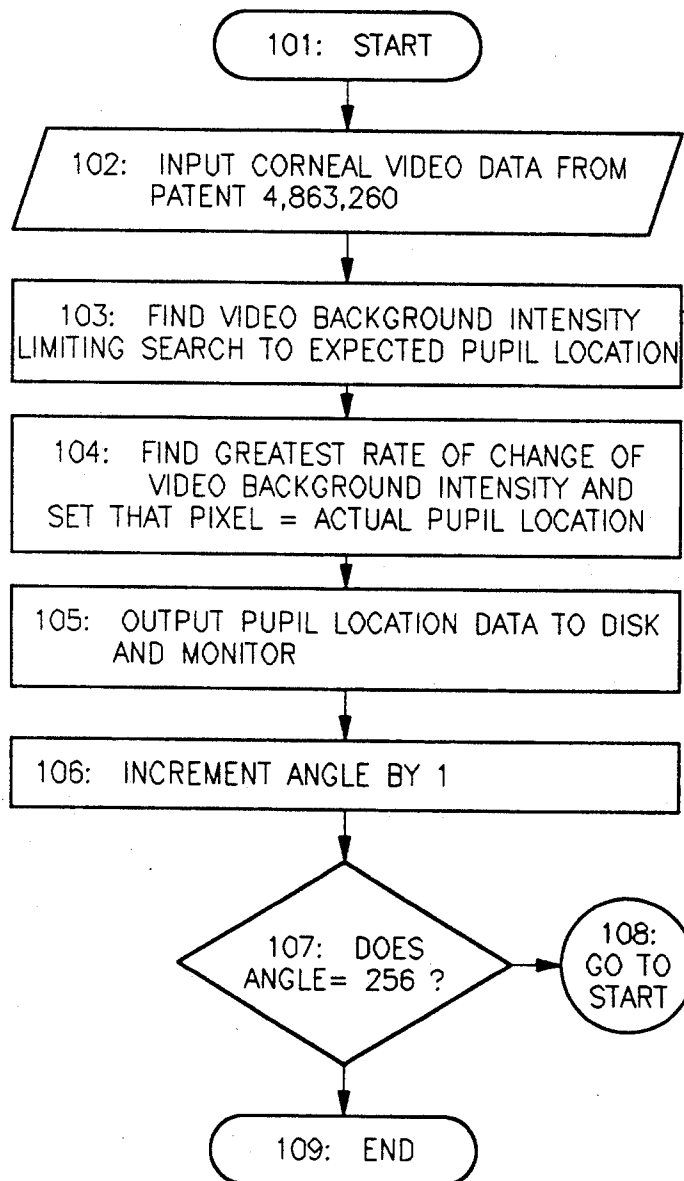 101: START
102: INPUT CORNEAL VIDEO DATA FROM
PATENT 4,863,260
103: FIND VIDEO BACKGROUND INTENSITY
LIMITING SEARCH TO EXPECTED PUPIL LOCATION
104: FIND GREATEST RATE OF CHANGE OF
VIDEO BACKGROUND INTENSITY AND
SET THAT PIXEL = ACTUAL PUPIL LOCATION
105: OUTPUT PUPIL LOCATION DATA TO DISK
AND MONITOR
106: INCREMENT ANGLE BY 1
107: DOES
ANGLE= 256 ?
108:
GO TO
START
109: END